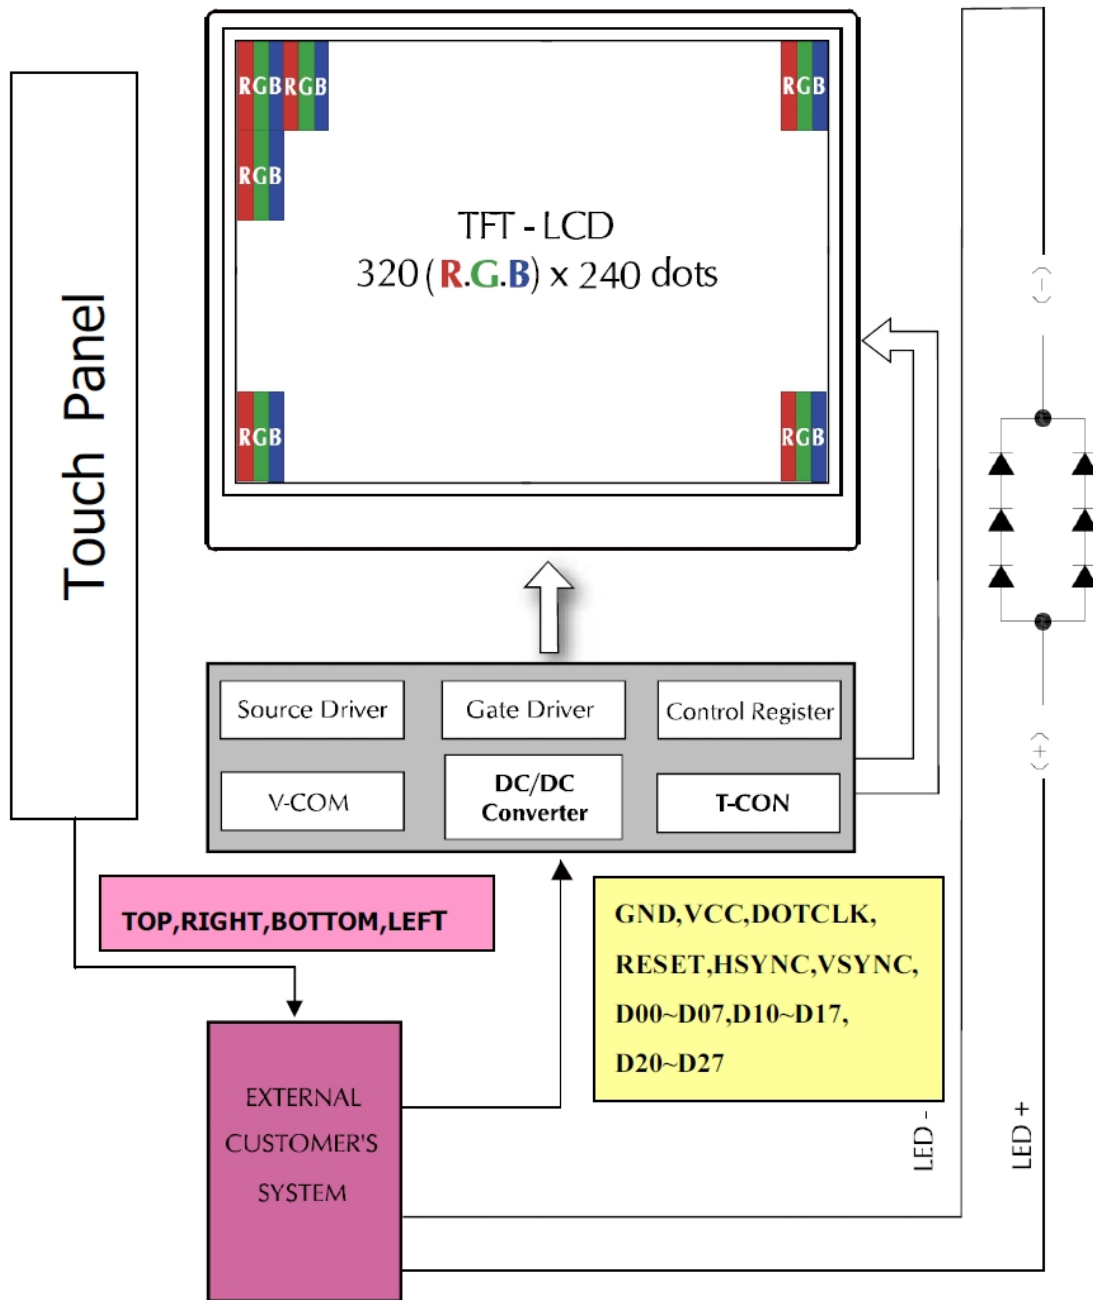 RGBRGB
RGB
RGB
TFT - LCD
320 (R.G.B) x 240 dots
RGB
RGB
Touch Panel
(-)
(+)
Source Driver
Gate Driver
Control Register
V-COM
DC/DC
Converter
T-CON
TOP,RIGHT,BOTTOM,LEFT
GND,VCC,DOTCLK,
RESET,HSYNC,VSYNC,
D00~D07,D10~D17,
D20~D27
EXTERNAL
CUSTOMER'S
SYSTEM
LED -
LED +